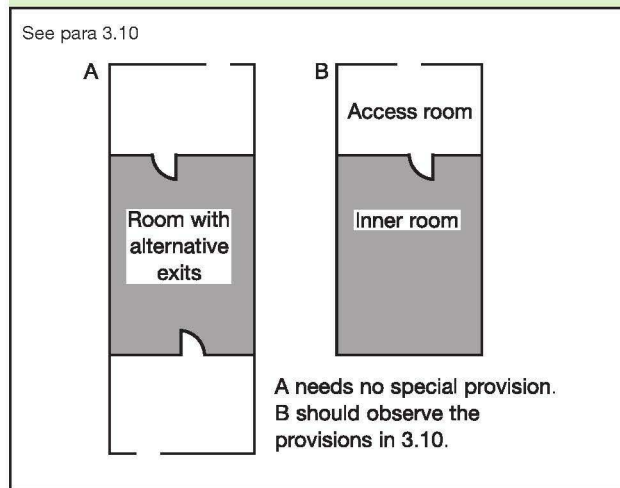 See para 3.10
A
B
Access room
Room with
alternative
exits
Inner room
A needs no special provision.
B should observe the
provisions in 3.10.